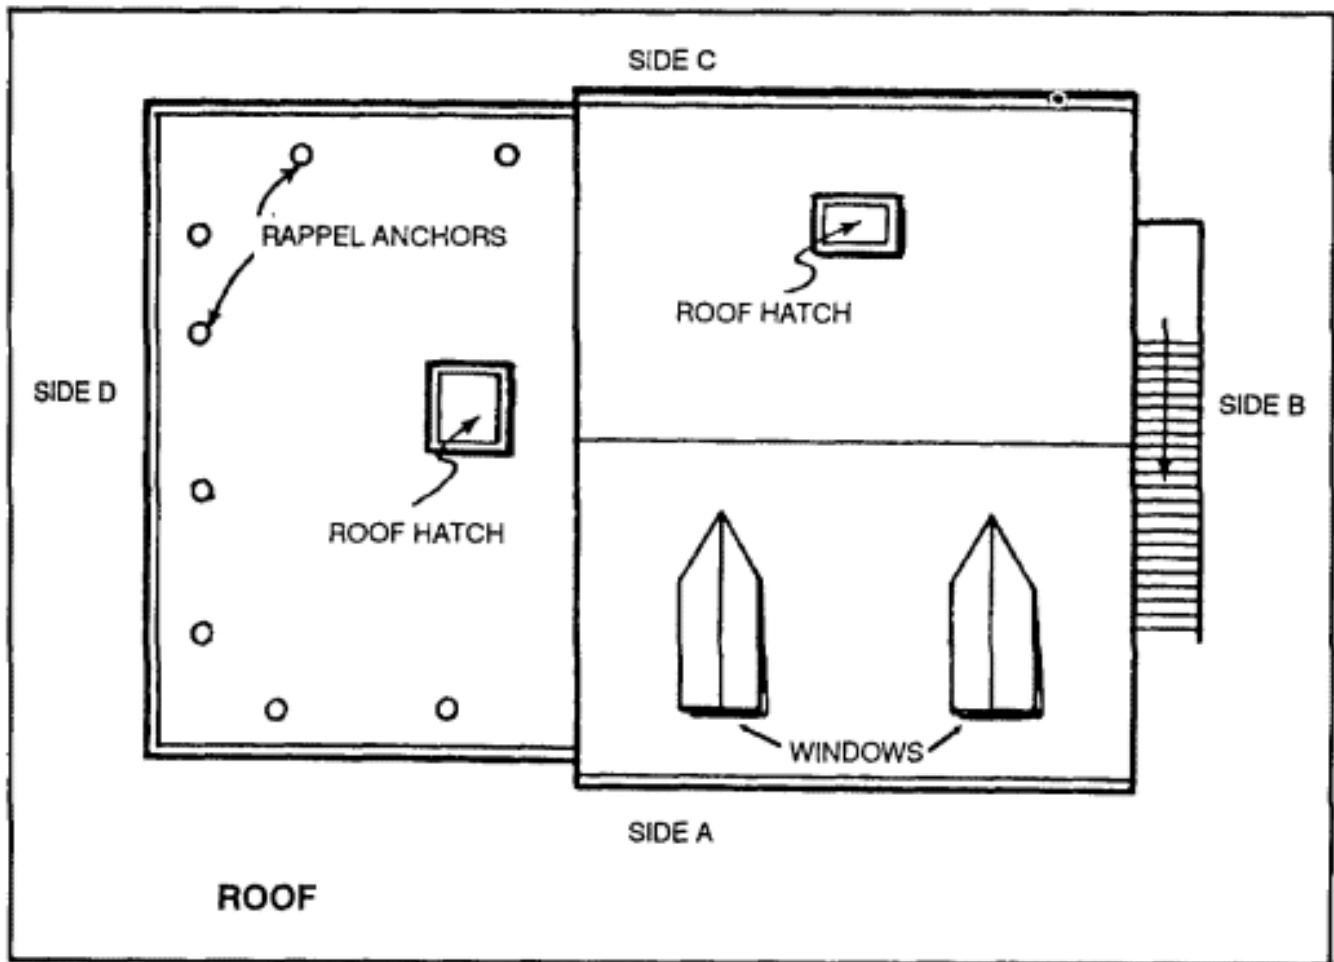 SIDE C
RAPPEL ANCHORS
ROOF HATCH
SIDE D
SIDE B
ROOF HATCH
WINDOWS
SIDE A
ROOF